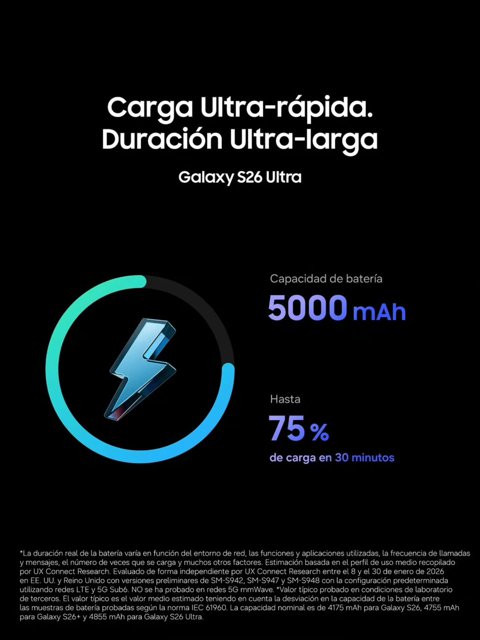 Carga Ultra-rápida.
Duración Ultra-larga
Galaxy S26 Ultra
Capacidad de batería
5000 mAh
Hasta
75 %
de carga en 30 minutos
*La duración real de la batería varía en función del entorno de red, las funciones y aplicaciones utilizadas, la frecuencia de llamadas
y mensajes, el número de veces que se carga y muchos otros factores. Estimación basada en el perfil de uso medio recopilado
por UX Connect Research. Evaluado de forma independiente por UX Connect Research entre el 8 y el 30 de enero de 2026
en EE. UU. y Reino Unido con versiones preliminares de SM-S942, SM-S947 y SM-S948 con la configuración predeterminada
utilizando redes LTE y 5G Sub6. NO se ha probado en redes 5G mmWave. *Valor típico probado en condiciones de laboratorio
de terceros. El valor típico es el valor medio estimado teniendo en cuenta la desviación en la capacidad de la batería entre
las muestras de batería probadas según la norma IEC 61960. La capacidad nominal es de 4175 mAh para Galaxy S26, 4755 mAh
para Galaxy S26+ y 4855 mAh para Galaxy S26 Ultra.